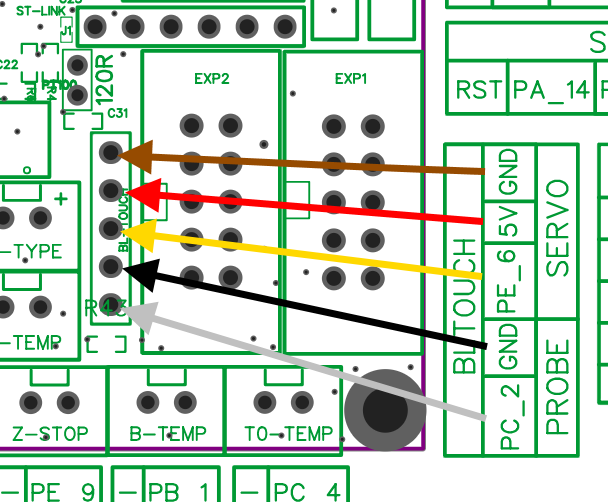 ST-LINK
S
120R
EXP2
EXP1
RST
PA_14
C22
PT100
C31
BLTOUCH
GND
5V
PE_6
GND
PC_2
SERVO
PROBE
BLTOUCH
+
-TYPE
-TEMP
Z-STOP
B-TEMP
T0-TEMP
- PE 9
- PB 1
- PC 4